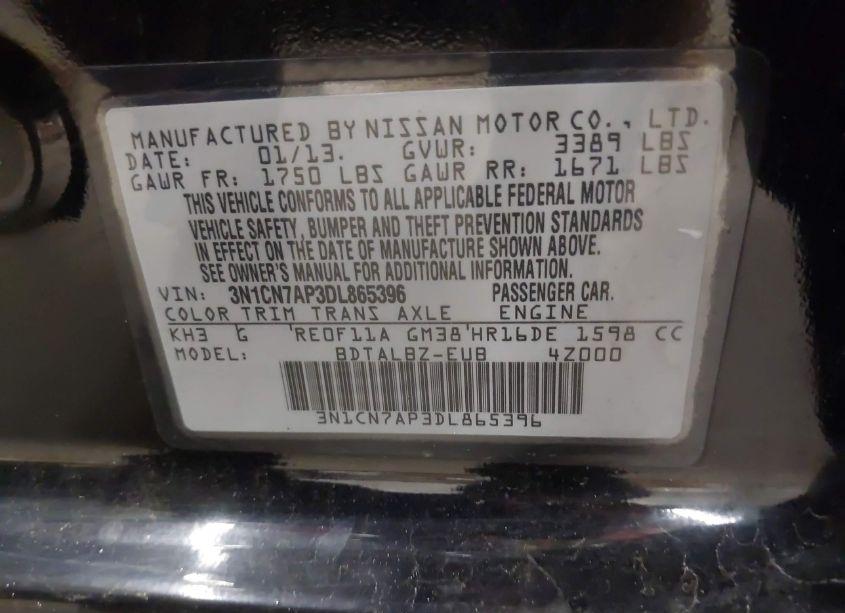 MANUFACTURED BY NISSAN MOTOR CO., LTD.
DATE: 01/13. GVWR: 3389 LBS
GAWR FR: 1750 LBS GAWR RR: 1671 LBS
THIS VEHICLE CONFORMS TO ALL APPLICABLE FEDERAL MOTOR
VEHICLE SAFETY, BUMPER AND THEFT PREVENTION STANDARDS
IN EFFECT ON THE DATE OF MANUFACTURE SHOWN ABOVE.
SEE OWNER'S MANUAL FOR ADDITIONAL INFORMATION.
VIN: 3N1CN7AP3DL865396 PASSENGER CAR.
COLOR TRIM TRANS AXLE ENGINE
KH3 G 'RE0F11A GM38'HR16DE 1598 CC
MODEL: BDTALBZ-EUB 4Z000
3N1CN7AP3DL865396